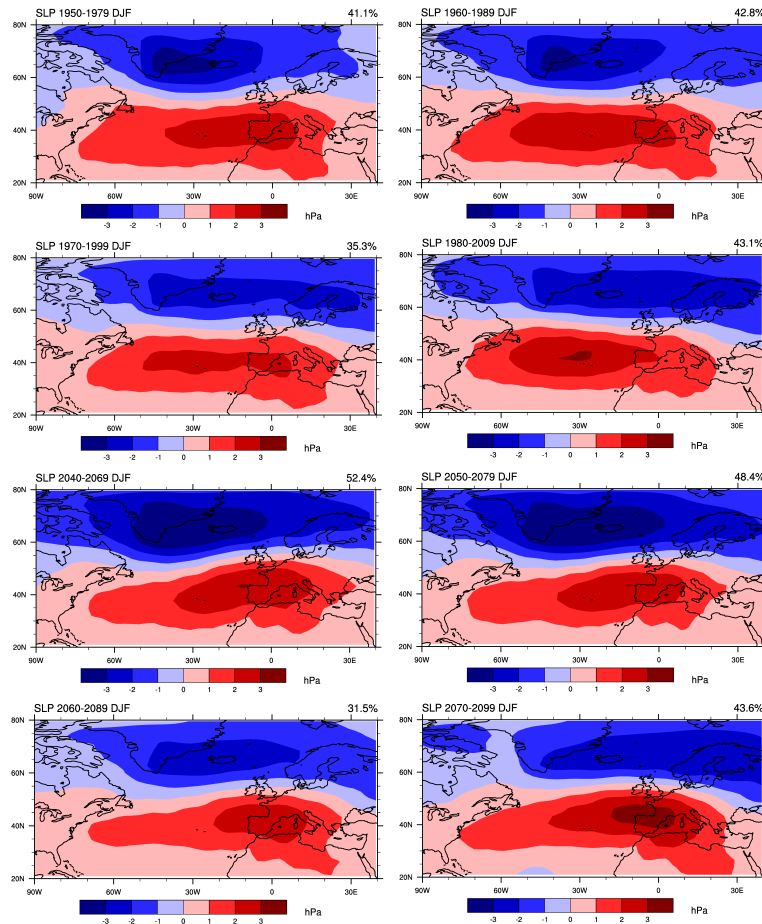 SLP 1950-1979 DJF 41.1%
80N
60N
40N
20N
90W 60W 30W 0 30E
-3 -2 -1 0 1 2 3 hPa
SLP 1960-1989 DJF 42.8%
80N
60N
40N
20N
90W 60W 30W 0 30E
-3 -2 -1 0 1 2 3 hPa
SLP 1970-1999 DJF 35.3%
80N
60N
40N
20N
90W 60W 30W 0 30E
-3 -2 -1 0 1 2 3 hPa
SLP 1980-2009 DJF 43.1%
80N
60N
40N
20N
90W 60W 30W 0 30E
-3 -2 -1 0 1 2 3 hPa
SLP 2040-2069 DJF 52.4%
80N
60N
40N
20N
90W 60W 30W 0 30E
-3 -2 -1 0 1 2 3 hPa
SLP 2050-2079 DJF 48.4%
80N
60N
40N
20N
90W 60W 30W 0 30E
-3 -2 -1 0 1 2 3 hPa
SLP 2060-2089 DJF 31.5%
80N
60N
40N
20N
90W 60W 30W 0 30E
-3 -2 -1 0 1 2 3 hPa
SLP 2070-2099 DJF 43.6%
80N
60N
40N
20N
90W 60W 30W 0 30E
-3 -2 -1 0 1 2 3 hPa